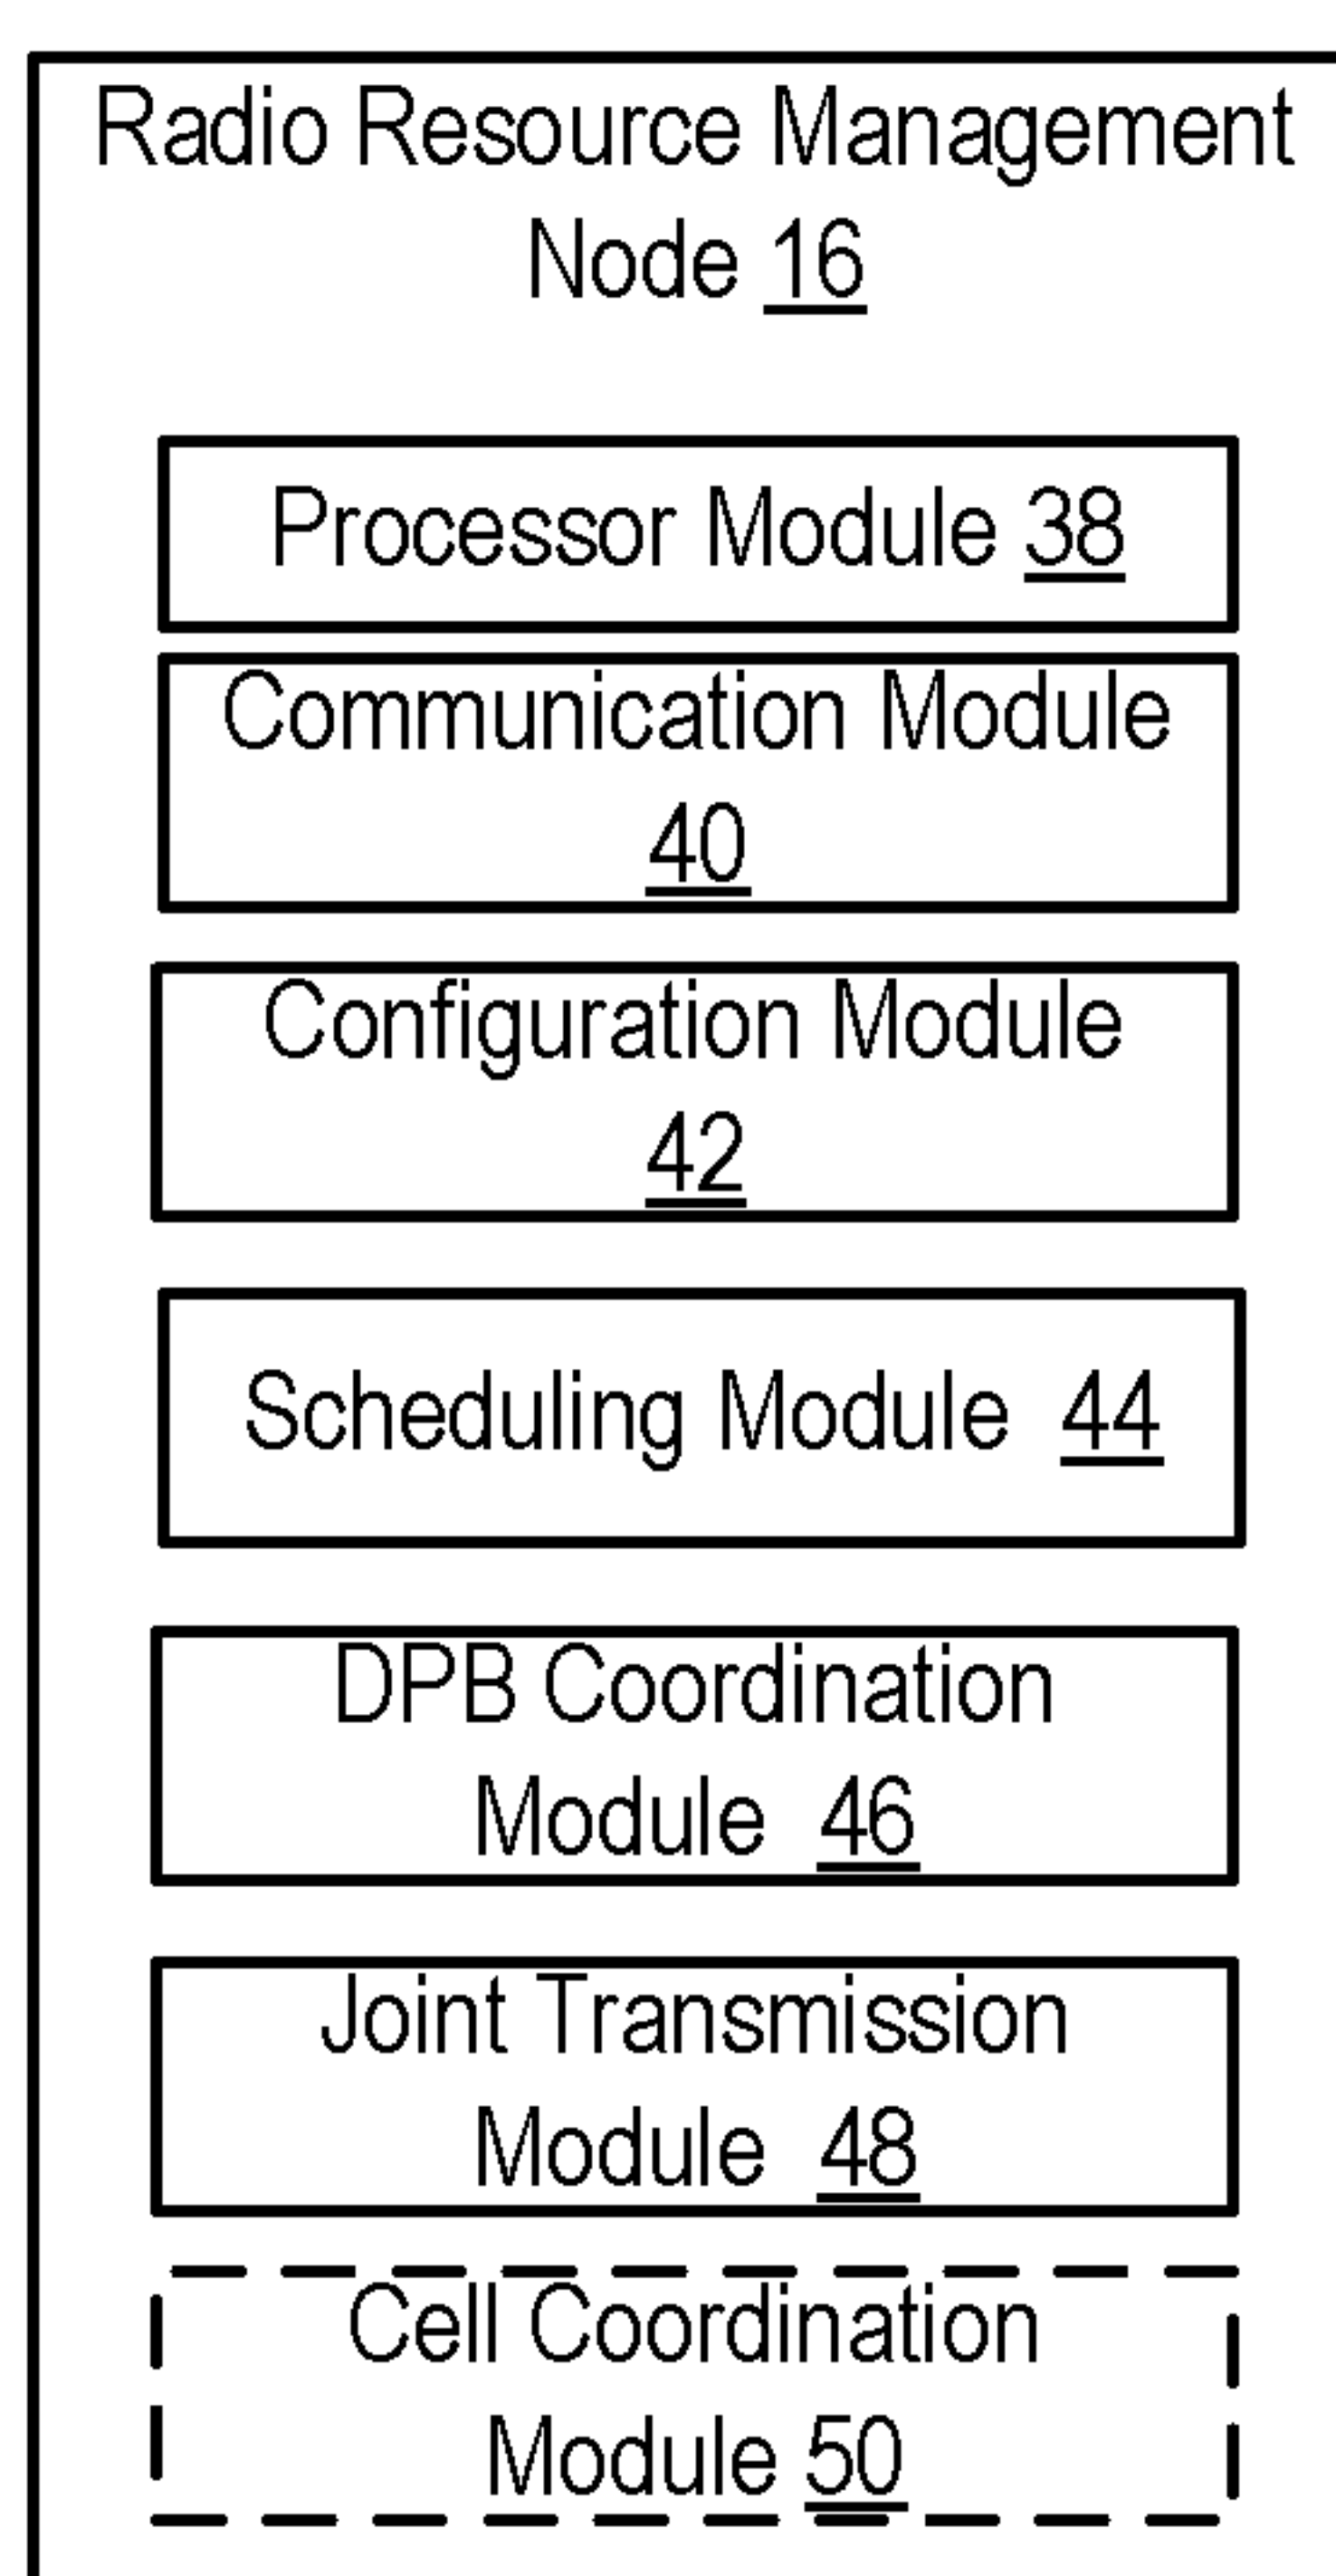 Radio Resource Management
Node 16
Processor Module 38
Communication Module
40
Configuration Module
42
Scheduling Module 44
DPB Coordination
Module 46
Joint Transmission
Module 48
Cell Coordination
Module 50